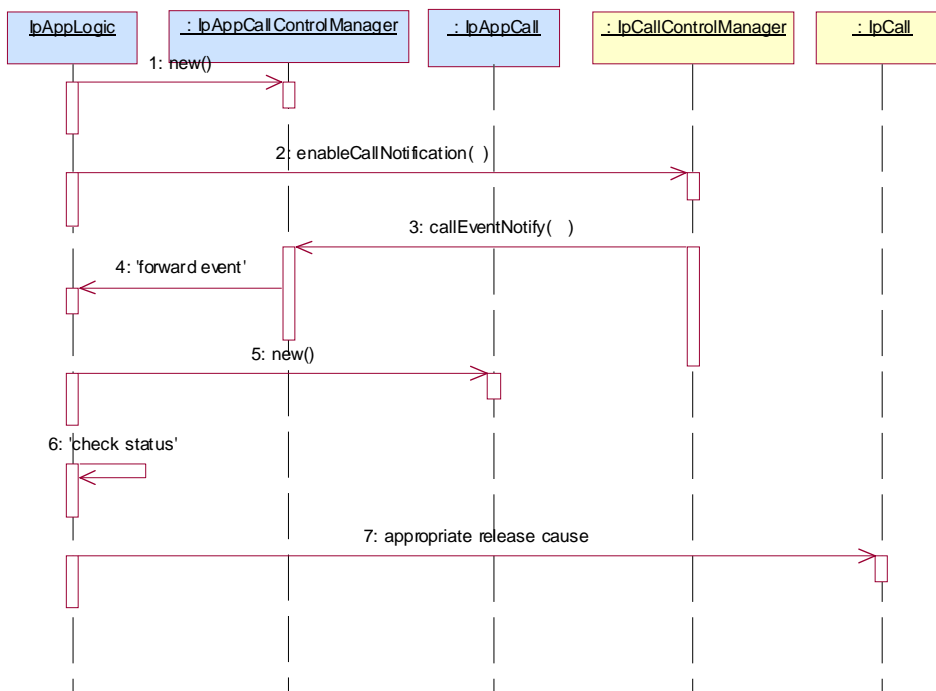 IpAppLogic
: IpAppCallControlManager
: IpAppCall
: IpCallControlManager
: IpCall
1: new()
2: enableCallNotification( )
3: callEventNotify( )
4: 'forward event'
5: new()
6: 'check status'
7: appropriate release cause